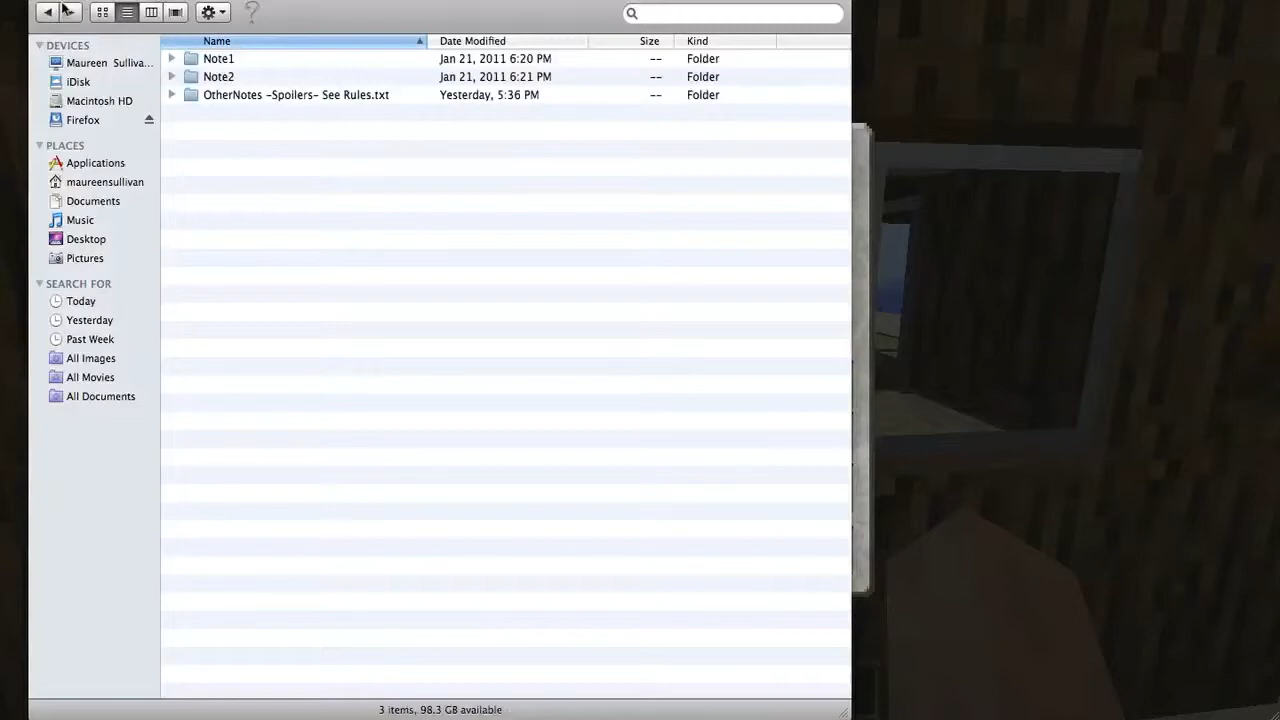 Name Date Modified Size Kind
DEVICES
Maureen Sulliva...
iDisk
Macintosh HD
Firefox
PLACES
Applications
maureensullivan
Documents
Music
Desktop
Pictures
SEARCH FOR
Today
Yesterday
Past Week
All Images
All Movies
All Documents
Note1 Jan 21, 2011 6:20 PM -- Folder
Note2 Jan 21, 2011 6:21 PM -- Folder
OtherNotes -Spoilers- See Rules.txt Yesterday, 5:36 PM -- Folder
3 items, 98.3 GB available